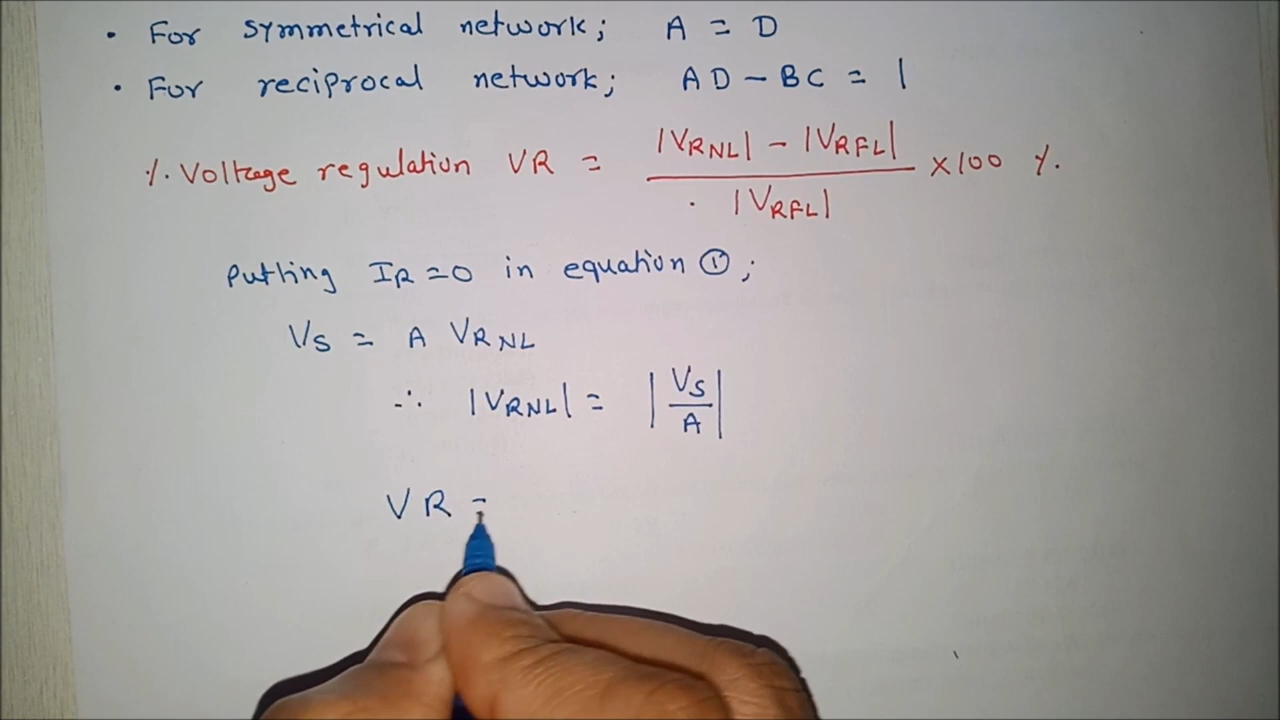 • For symmetrical network; A = D
• For reciprocal network; AD - BC = 1
%. Voltage regulation VR = |VRNL| - |VRFL| / |VRFL| × 100 %.
Putting IR = 0 in equation ①;
VS = A VRNL
∴ |VRNL| = |VS / A|
VR =